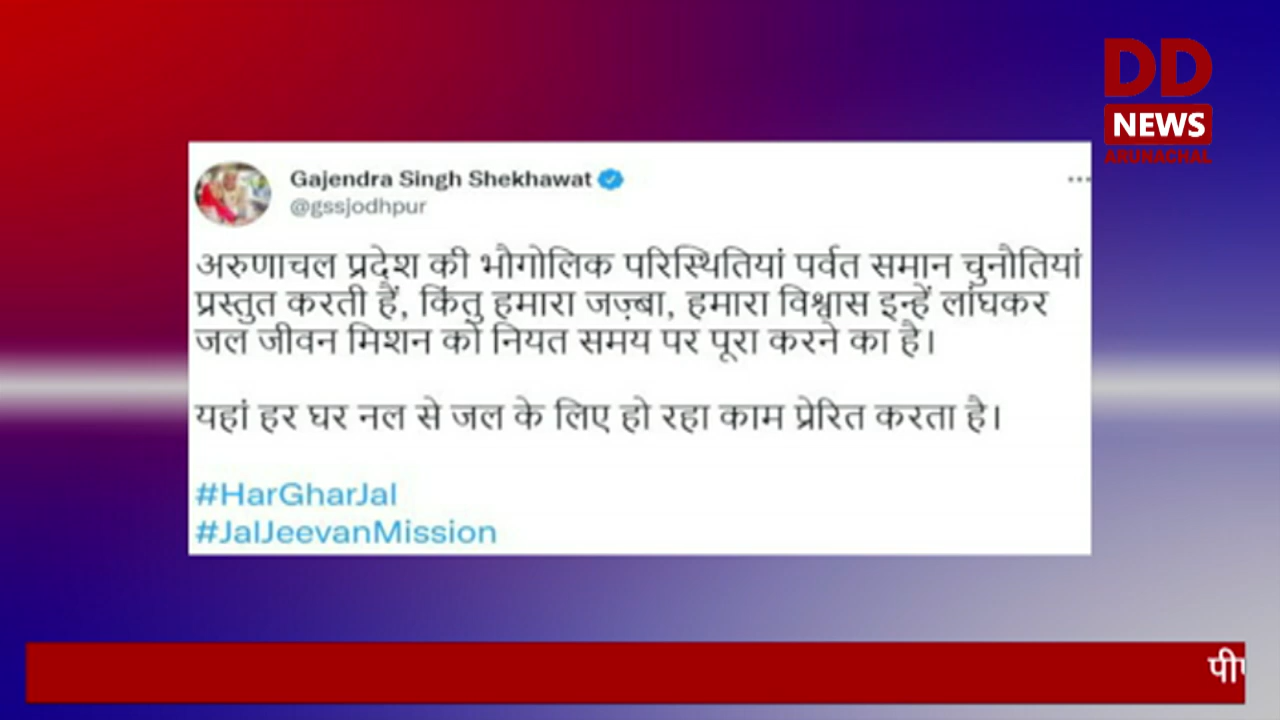 DD
NEWS
ARUNACHAL
Gajendra Singh Shekhawat
@gssjodhpur
अरुणाचल प्रदेश की भौगोलिक परिस्थितियां पर्वत समान चुनौतियां
प्रस्तुत करती हैं, किंतु हमारा जज़्बा, हमारा विश्वास इन्हें लांघकर
जल जीवन मिशन को नियत समय पर पूरा करने का है।
यहां हर घर नल से जल के लिए हो रहा काम प्रेरित करता है।
#HarGharJal
#JalJeevanMission